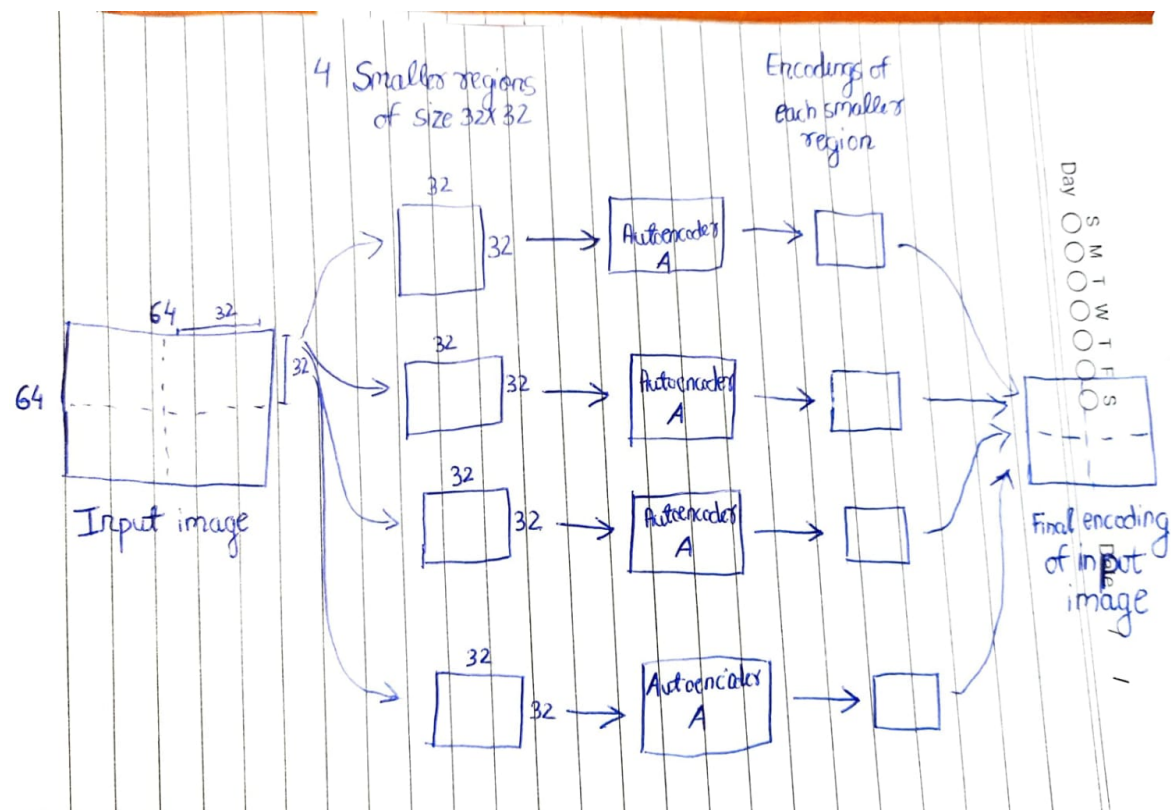 4 Smaller regions
of size 32x32
Encodings of
each smaller
region
Day
S M T W T F S
32
32
Autoencoder
A
64
32
32
64
Input image
32
32
Autoencoder
A
32
32
Autoencoder
A
32
32
Autoencoder
A
Final encoding
of input
image